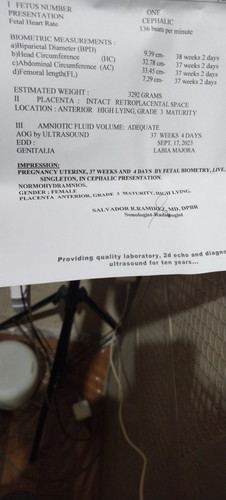 I FETUS NUMBER ONE
PRESENTATION CEPHALIC
Fetal Heart Rate 156 beats per minute
BIOMETRIC MEASUREMENTS:
a)Biparietal Diameter (BPD) 9.39 cm- 38 weeks 2 days
b)Head Circumference (HC) 32.78 cm- 37 weeks 2 days
c)Abdominal Circumference (AC) 33.45 cm- 37 weeks 2 days
d)Femoral length(FL) 7.29 cm- 37 weeks 2 days
ESTIMATED WEIGHT : 3292 GRAMS
II PLACENTA : INTACT RETROPLACENTAL SPACE
LOCATION : ANTERIOR HIGH LYING, GRADE 3 MATURITY
III AMNIOTIC FLUID VOLUME: ADEQUATE
AOG by ULTRASOUND 37 WEEKS 4 DAYS
EDD : SEPT. 17, 2023
GENITALIA LABIA MAJORA
IMPRESSION:
PREGNANCY UTERINE, 37 WEEKS AND 4 DAYS BY FETAL BIOMETRY, LIVE,
SINGLETON, IN CEPHALIC PRESENTATION.
NORMOHYDRAMNIOS.
GENDER : FEMALE
PLACENTA ANTERIOR, GRADE 3 MATURITY, HIGH LYING.
SALVADOR R. RAMIREZ, MD, DPBR
Sonologist-Radiologist
Providing quality laboratory, 2d echo and diagno
ultrasound for ten years...